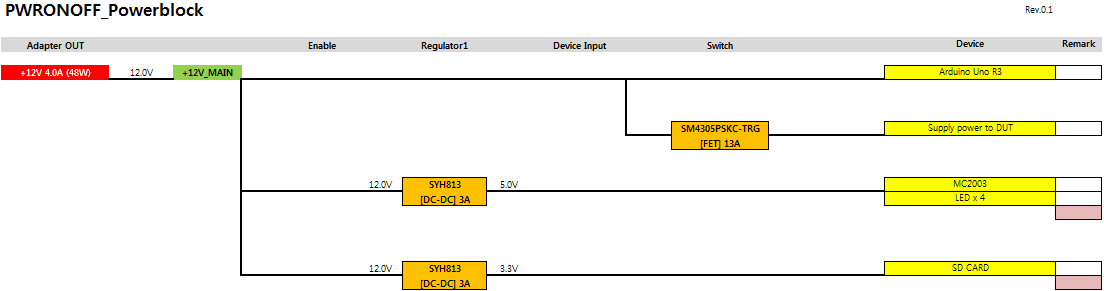 PWRONOFF_Powerblock
Rev.0.1
Adapter OUT Enable Regulator1 Device Input Switch Device Remark
+12V 4.0A (48W) 12.0V +12V_MAIN Arduino Uno R3
SM4305PSKC-TRG Supply power to DUT
[FET] 13A
12.0V SYH813 5.0V MC2003
[DC-DC] 3A LED x 4
12.0V SYH813 3.3V SD CARD
[DC-DC] 3A